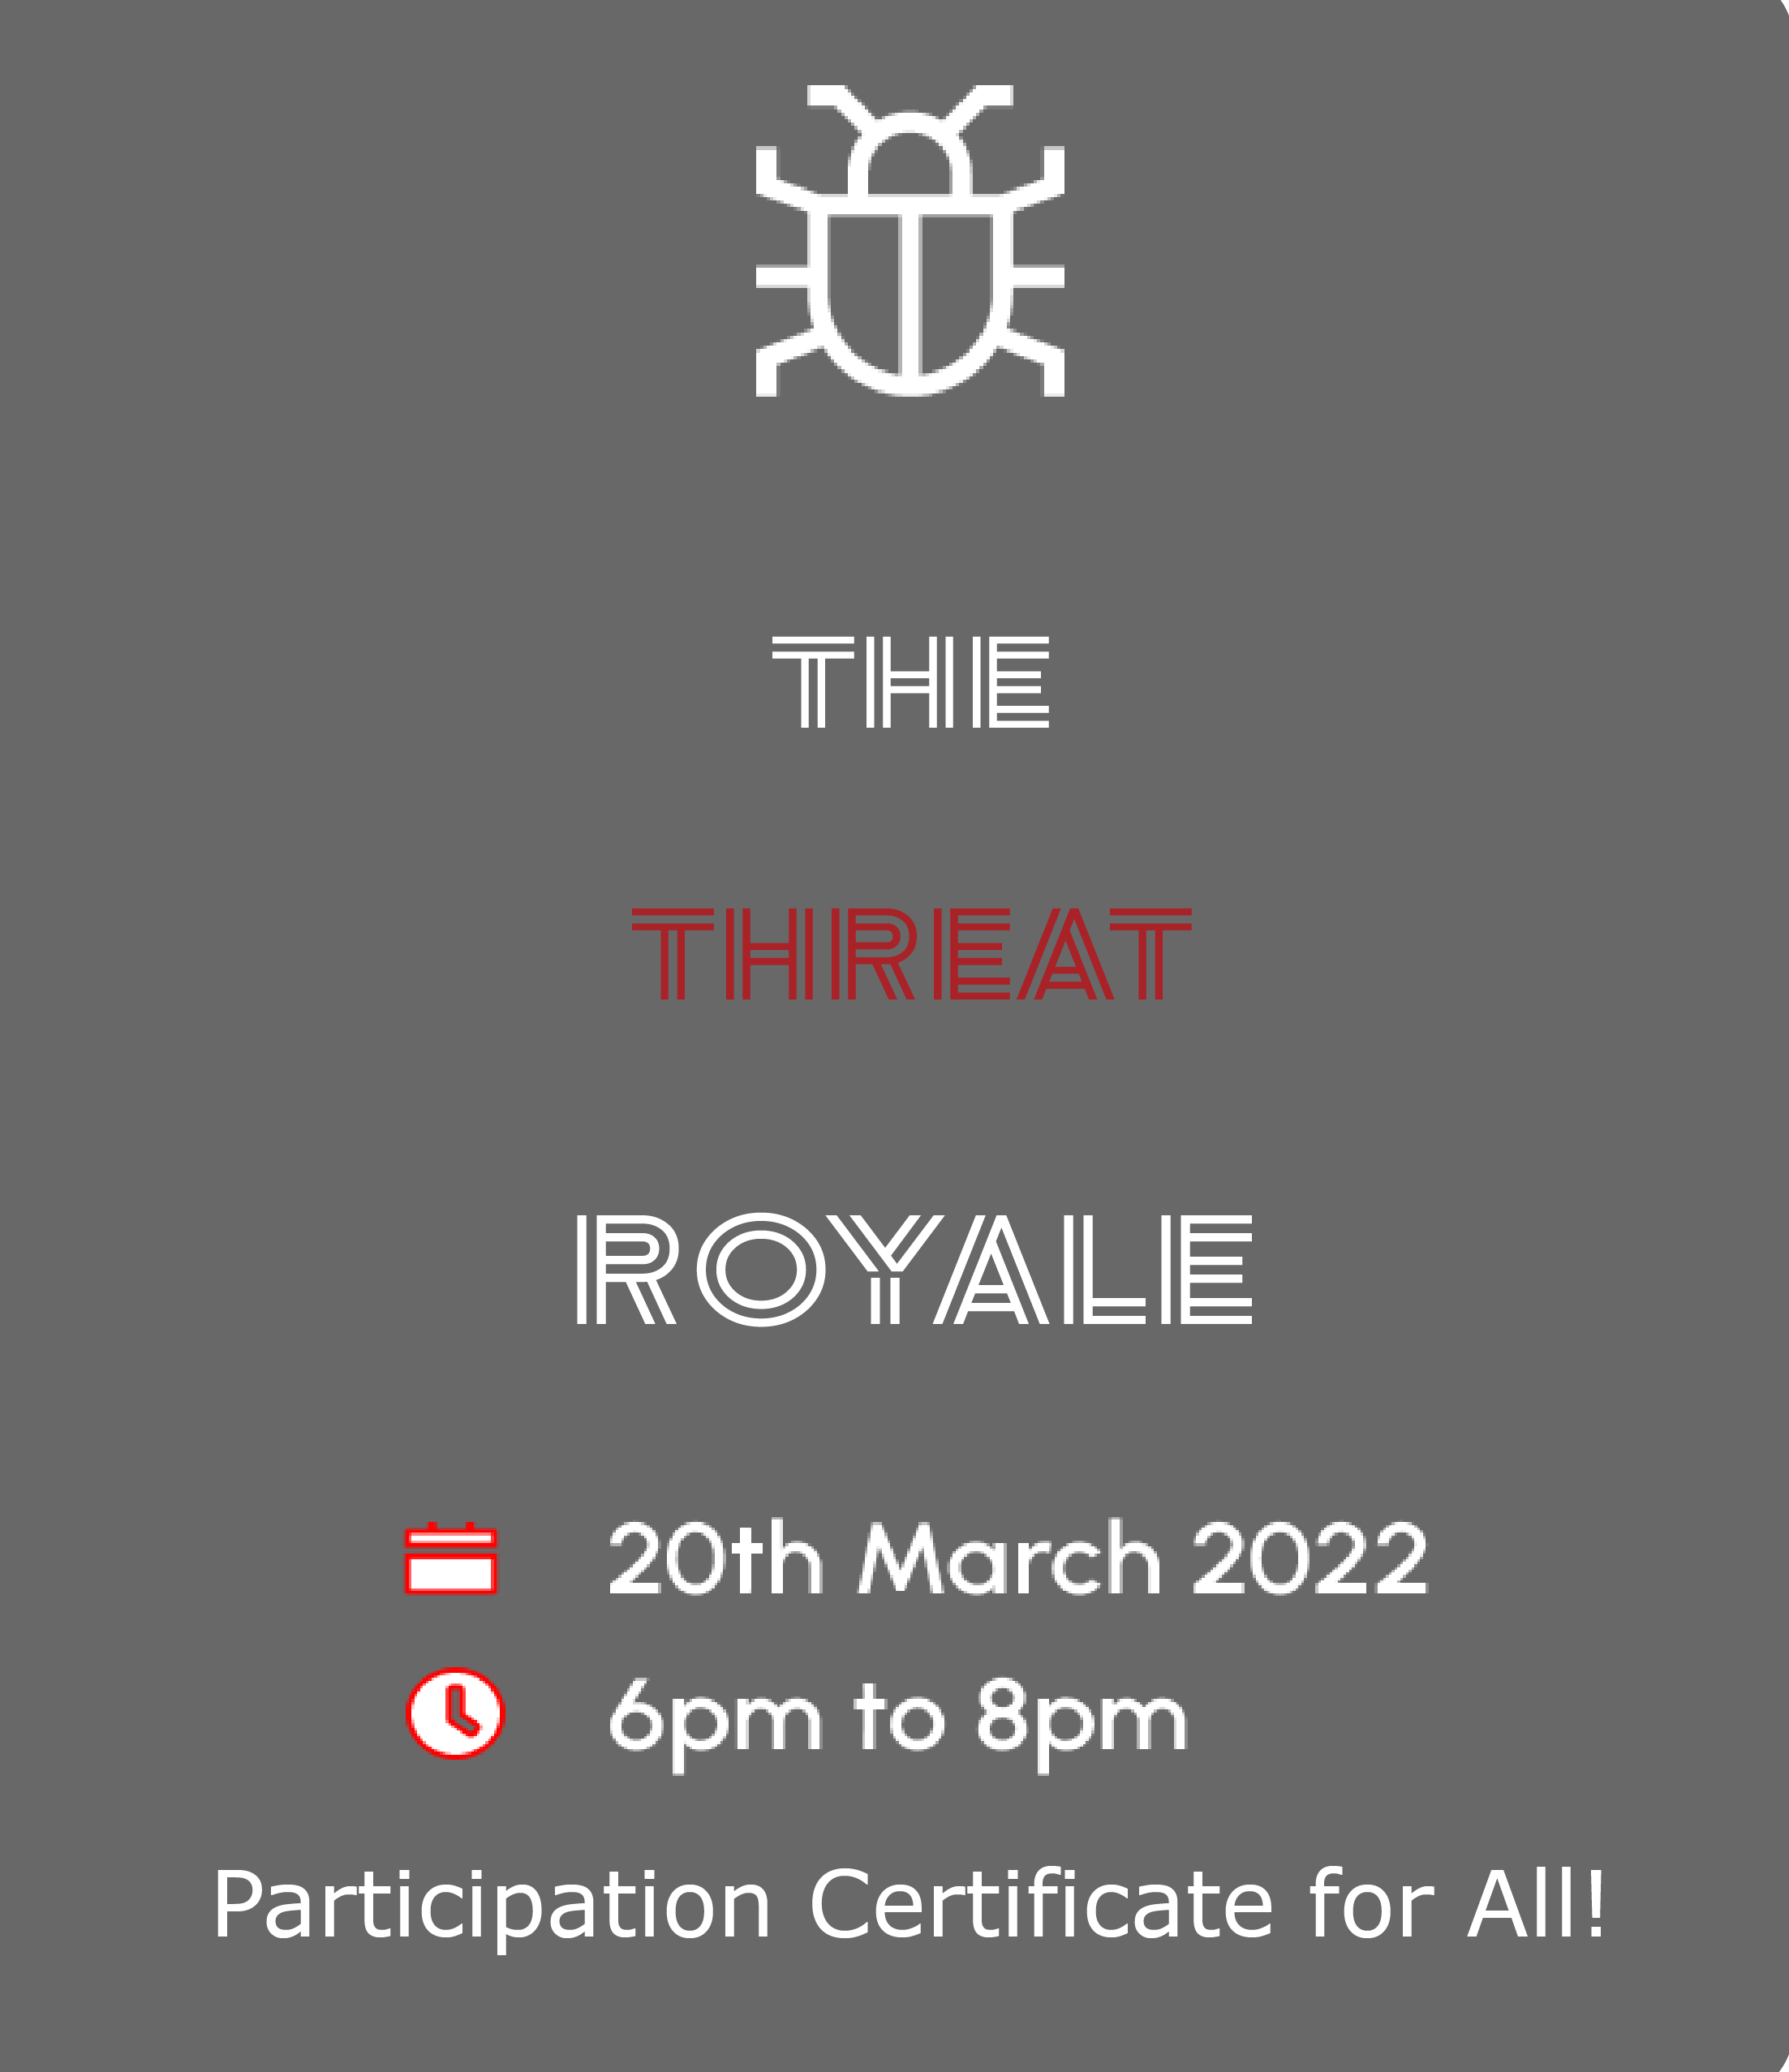 THE
THREAT
ROYALE
20th March 2022
6pm to 8pm
Participation Certificate for All!